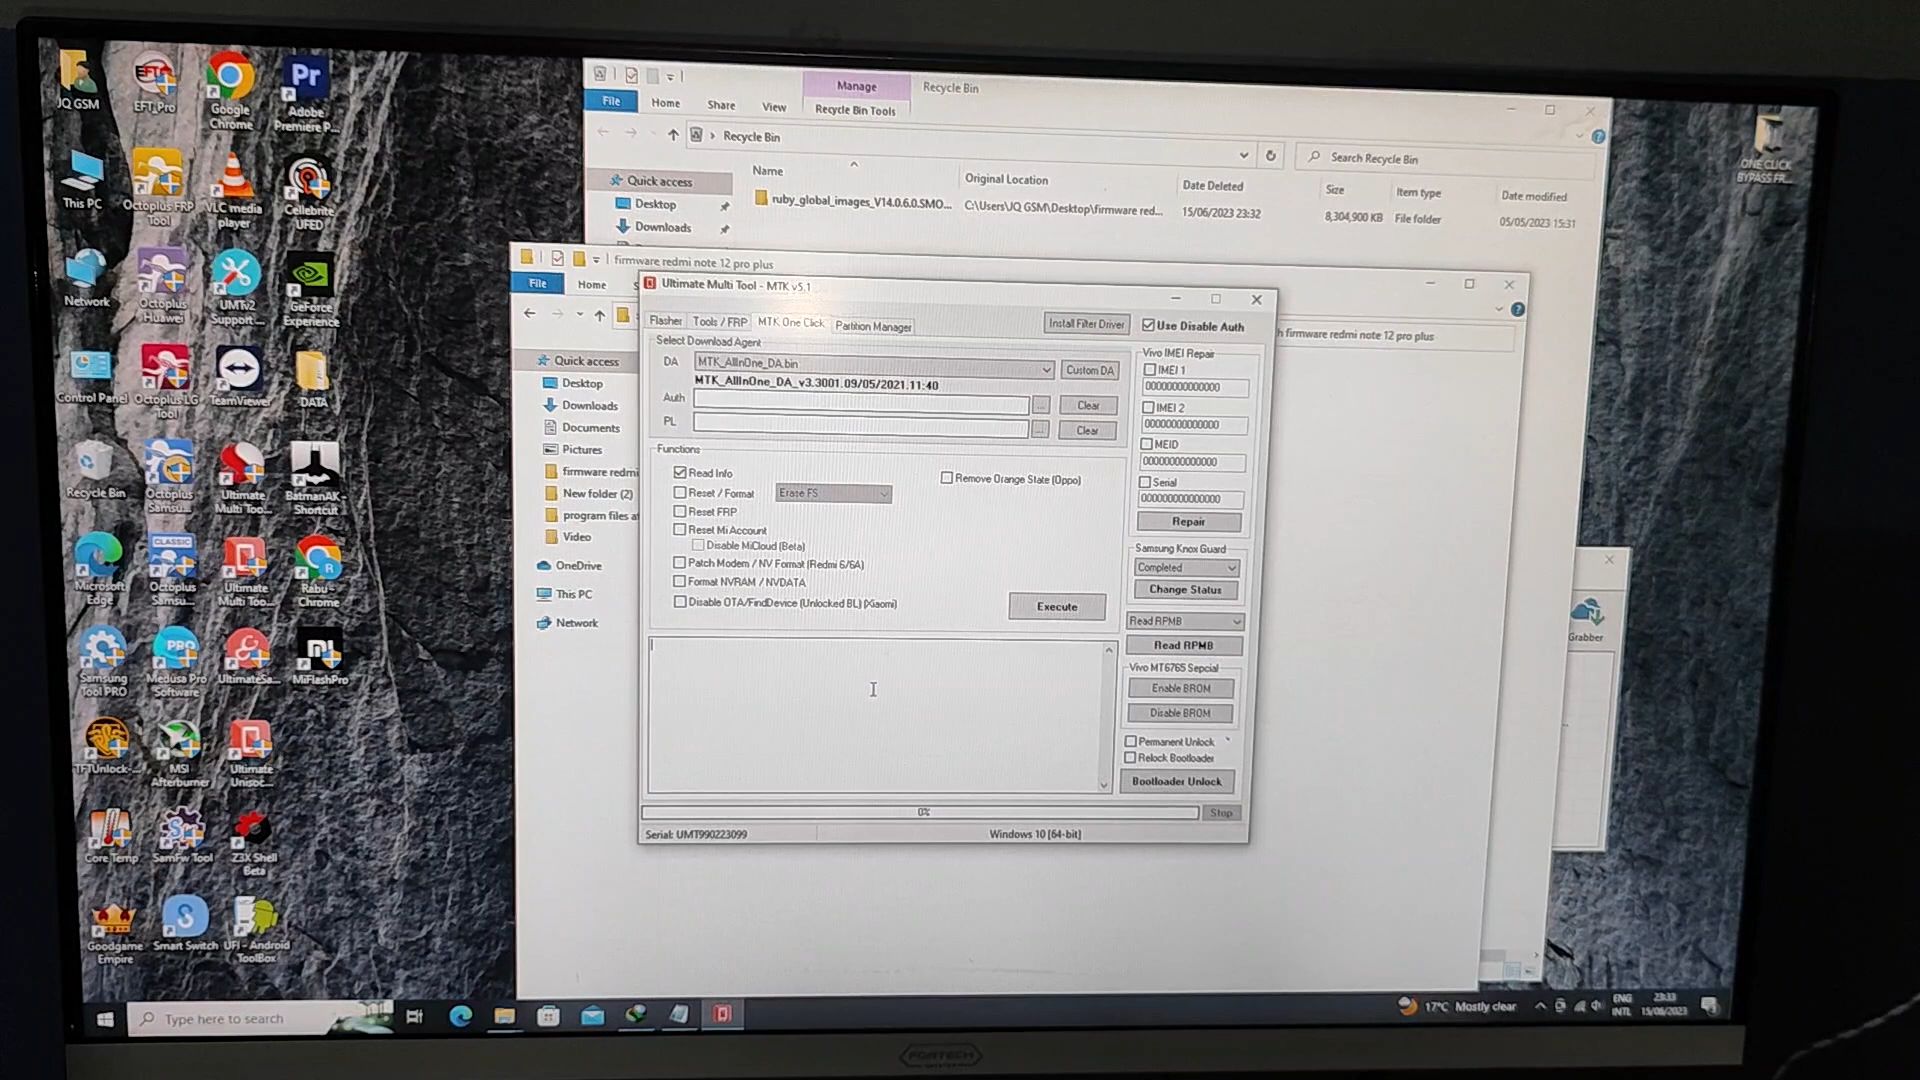 JQ GSM
EFT Pro
Google
Chrome
Pr
Adobe
Premiere P...
This PC
Octoplus FRP
Tool
VLC media
player
Cellebrite
UFED
Network
Octoplus
Huawei
UMTv2
Support...
GeForce
Experience
Control Panel
Octoplus LG
Tool
TeamViewer
DATA
Recycle Bin
Octoplus
Samsu...
Ultimate
Multi Too...
BatmanAK -
Shortcut
Microsoft
Edge
CLASSIC
Octoplus
Samsu...
Ultimate
Multi Too...
Rabu -
Chrome
Samsung
Tool PRO
PRO
Medusa Pro
Software
UltimateSa...
MiFlashPro
TFTUnlock-...
MSI
Afterburner
Ultimate
Unisoc...
Core Temp
SamFw Tool
Z3X Shell
Beta
Goodgame
Empire
Smart Switch
UFI - Android
ToolBox
ONE CLICK
BYPASS FR...
Manage
Recycle Bin
File
Home
Share
View
Recycle Bin Tools
Recycle Bin
Search Recycle Bin
Quick access
Desktop
Downloads
Name
Original Location
Date Deleted
Size
Item type
Date modified
ruby_global_images_V14.0.6.0.SMO...
C:\Users\JQ GSM\Desktop\firmware red...
15/06/2023 23:32
8,304,900 KB
File folder
05/05/2023 15:31
firmware redmi note 12 pro plus
File
Home
h firmware redmi note 12 pro plus
Quick access
Desktop
Downloads
Documents
Pictures
firmware redmi
New folder (2)
program files a
Video
OneDrive
This PC
Network
Grabber
Ultimate Multi Tool - MTK v5.1
Flasher
Tools / FRP
MTK One Click
Partition Manager
Install Filter Driver
Use Disable Auth
Select Download Agent
DA
MTK_AllInOne_DA.bin
Custom DA
MTK_AllInOne_DA_v3.3001.09/05/2021.11:40
Auth
...
Clear
PL
...
Clear
Functions
Read Info
Reset / Format
Erase FS
Reset FRP
Reset Mi Account
Disable MiCloud (Beta)
Patch Modem / NV Format (Redmi 6/6A)
Format NVRAM / NVDATA
Disable OTA/FindDevice (Unlocked BL) (Xiaomi)
Remove Orange State (Oppo)
Execute
Vivo IMEI Repair
IMEI 1
00000000000000
IMEI 2
00000000000000
MEID
00000000000000
Serial
000000000000000
Repair
Samsung Knox Guard
Completed
Change Status
Read RPMB
Read RPMB
Vivo MT6765 Sepcial
Enable BROM
Disable BROM
Permanent Unlock
Relock Bootloader
Bootloader Unlock
0%
Stop
Serial: UMT990223099
Windows 10 [64-bit]
Type here to search
17°C Mostly clear
ENG
INTL
23:33
15/06/2023